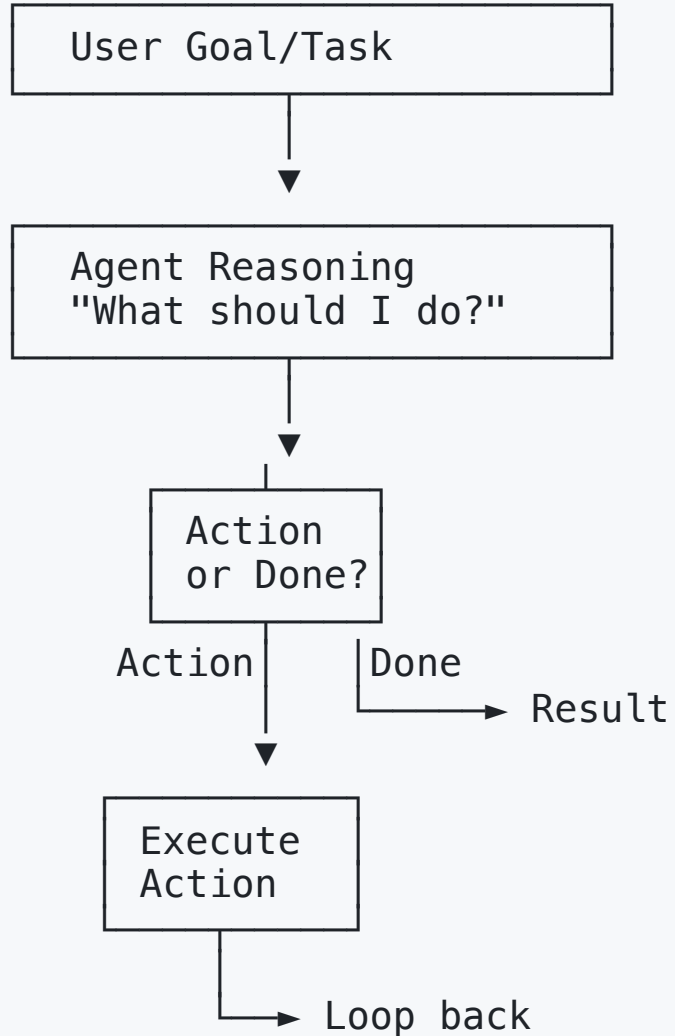 User Goal/Task
Agent Reasoning
"What should I do?"
Action
or Done?
Action
Done
Result
Execute
Action
Loop back